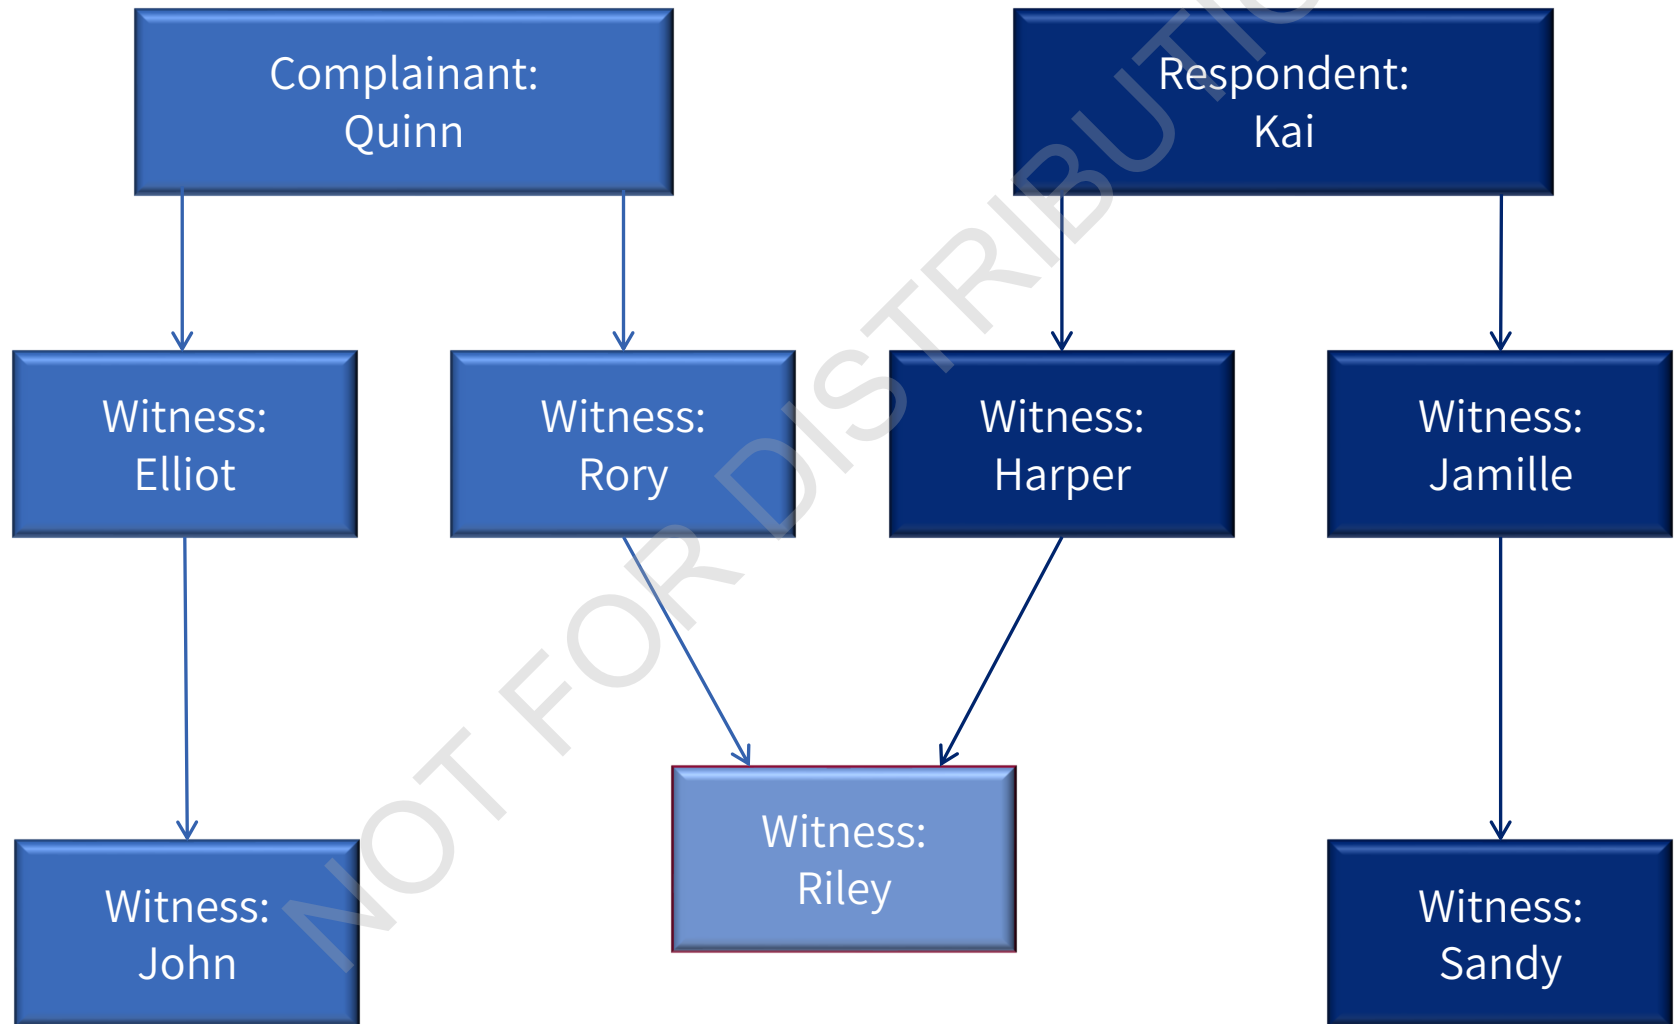 Complainant:
Quinn
Respondent:
Kai
Witness:
Elliot
Witness:
Rory
Witness:
Harper
Witness:
Jamille
Witness:
Riley
Witness:
John
Witness:
Sandy
NOT FOR DISTRIBUTIO